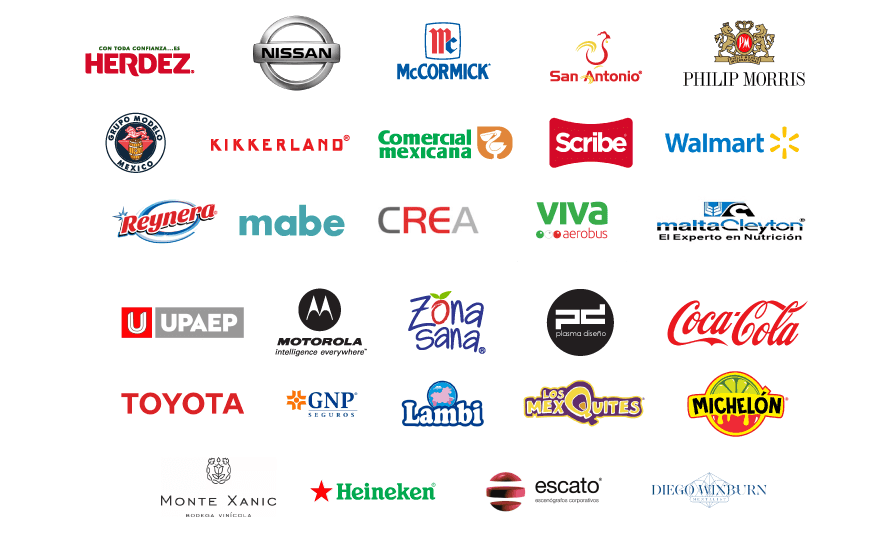 CON TODA CONFIANZA...ES
HERDEZ®
NISSAN
Mc
McCORMICK®
San Antonio®
PM
PHILIP MORRIS
GRUPO MODELO
MEXICO
KIKKERLAND®
Comercial
mexicana
Scribe®
Walmart
Reynera®
mabe
CREA
viva
aerobus
maltaCleyton®
El Experto en Nutrición
U UPAEP
MOTOROLA
intelligence everywhere™
Zona
sana®
pd
plasma diseño
Coca-Cola
TOYOTA
GNP®
SEGUROS
Lambi
LOS
MEXQUITES®
MICHELÓN®
MONTE XANIC
BODEGA VINÍCOLA
Heineken®
escato®
escenógrafos corporativos
DIEGO WINBURN